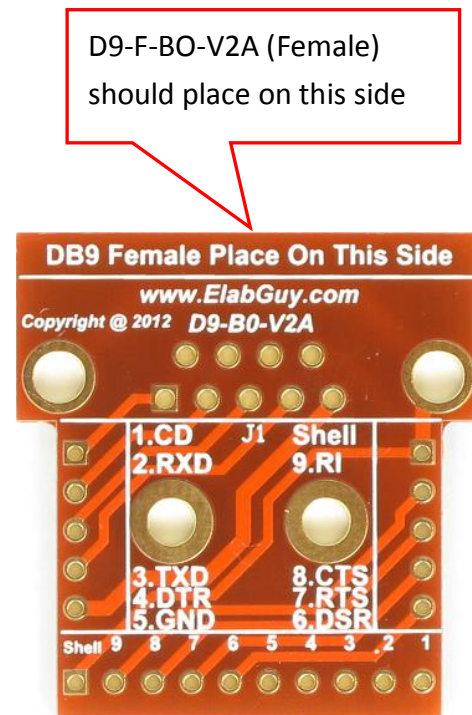 D9-F-BO-V2A (Female)
should place on this side
DB9 Female Place On This Side
www.ElabGuy.com
Copyright @ 2012 D9-B0-V2A
1.CD J1 Shell
2.RXD 9.RI
3.TXD 8.CTS
4.DTR 7.RTS
5.GND 6.DSR
Shell 9 8 7 6 5 4 3 .2 1